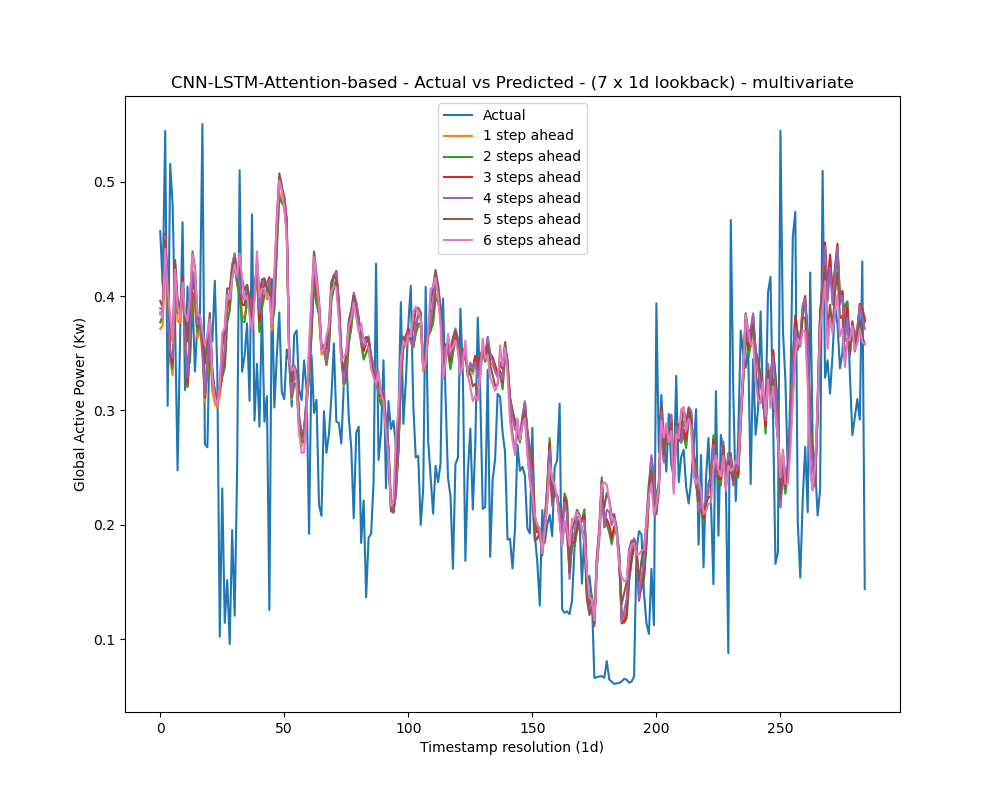 CNN-LSTM-Attention-based - Actual vs Predicted - (7 x 1d lookback) - multivariate
Actual
1 step ahead
2 steps ahead
3 steps ahead
4 steps ahead
5 steps ahead
6 steps ahead
Global Active Power (Kw)
0.5
0.4
0.3
0.2
0.1
0 50 100 150 200 250
Timestamp resolution (1d)